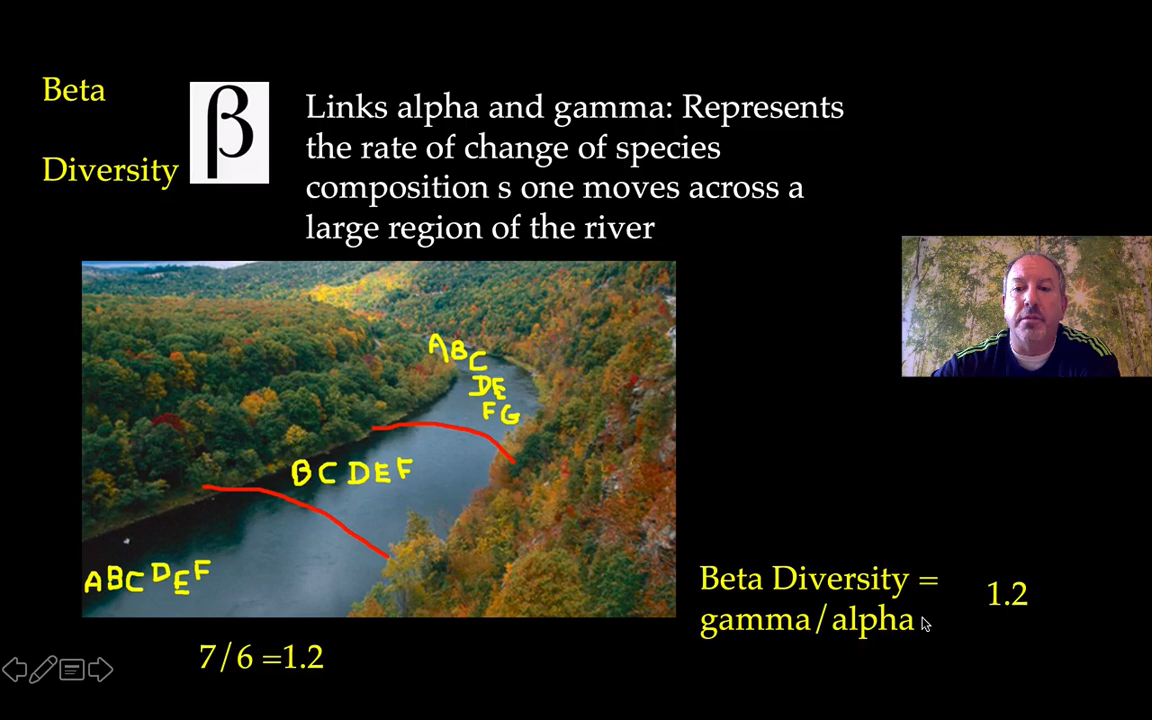 Beta
Diversity
β
Links alpha and gamma: Represents
the rate of change of species
composition s one moves across a
large region of the river
ABC
DE
FG
BCDEF
ABCDEF
Beta Diversity =
gamma/alpha
1.2
7/6 =1.2